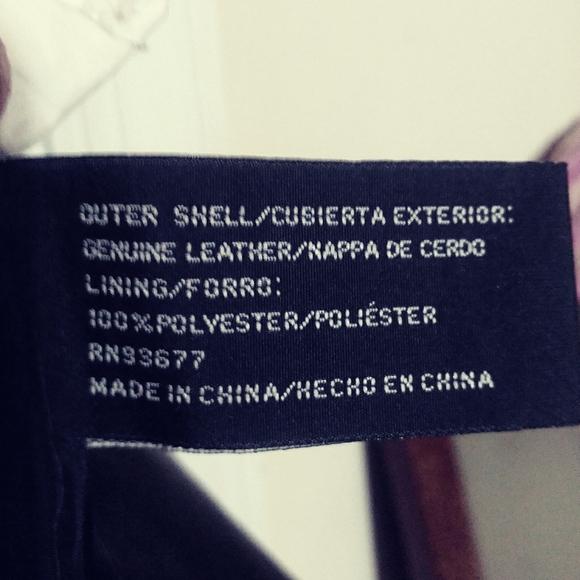 OUTER SHELL/CUBIERTA EXTERIOR:
GENUINE LEATHER/NAPPA DE CERDO
LINING/FORRO:
100%POLYESTER/POLIÉSTER
RN93677
MADE IN CHINA/HECHO EN CHINA